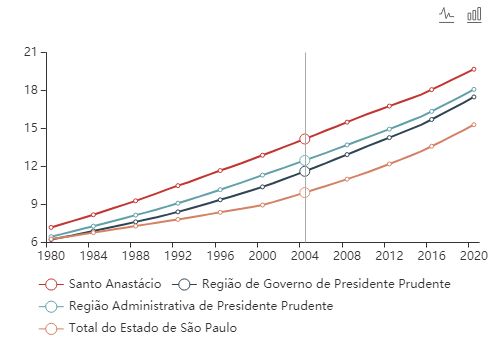 21
18
15
12
9
6
1980 1984 1988 1992 1996 2000 2004 2008 2012 2016 2020
Santo Anastácio Região de Governo de Presidente Prudente
Região Administrativa de Presidente Prudente
Total do Estado de São Paulo